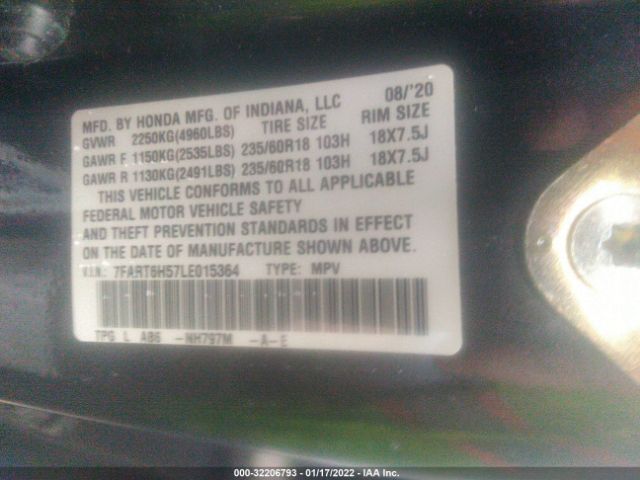 MFD. BY HONDA MFG. OF INDIANA, LLC 08/'20
GVWR 2250KG(4960LBS) TIRE SIZE RIM SIZE
GAWR F 1150KG(2535LBS) 235/60R18 103H 18X7.5J
GAWR R 1130KG(2491LBS) 235/60R18 103H 18X7.5J
THIS VEHICLE CONFORMS TO ALL APPLICABLE
FEDERAL MOTOR VEHICLE SAFETY
AND THEFT PREVENTION STANDARDS IN EFFECT
ON THE DATE OF MANUFACTURE SHOWN ABOVE.
V.I.N.: 7FART6H57LE015364 TYPE: MPV
TPG L AB6 -NH797M -A-E
000-32206793 - 01/17/2022 - IAA Inc.